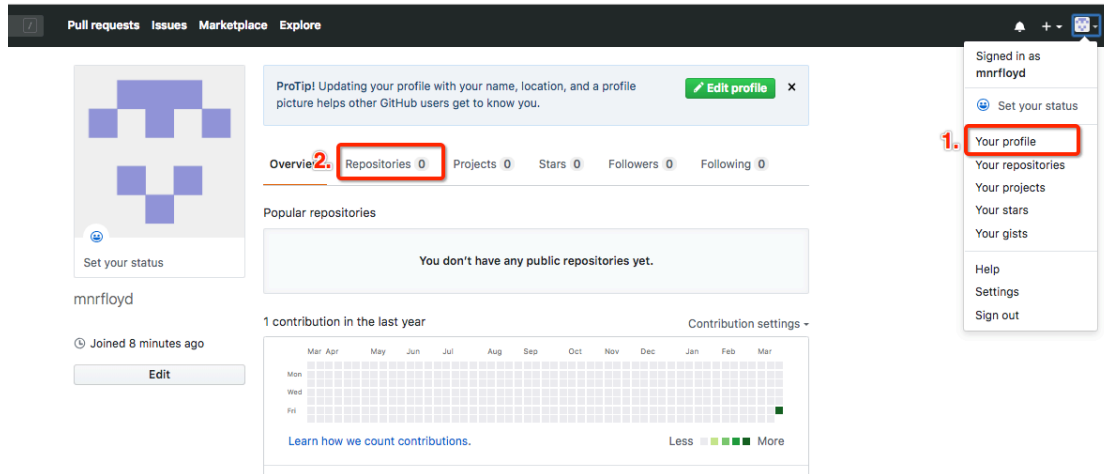 / Pull requests Issues Marketplace Explore
Signed in as
mnrfloyd
Set your status
1.
Your profile
Your repositories
Your projects
Your stars
Your gists
Help
Settings
Sign out
ProTip! Updating your profile with your name, location, and a profile
picture helps other GitHub users get to know you.
Edit profile x
Overvie 2. Repositories 0 Projects 0 Stars 0 Followers 0 Following 0
Popular repositories
You don't have any public repositories yet.
Set your status
mnrfloyd
Joined 8 minutes ago
Edit
1 contribution in the last year
Contribution settings
Mar Apr May Jun Jul Aug Sep Oct Nov Dec Jan Feb Mar
Mon
Wed
Fri
Learn how we count contributions.
Less More